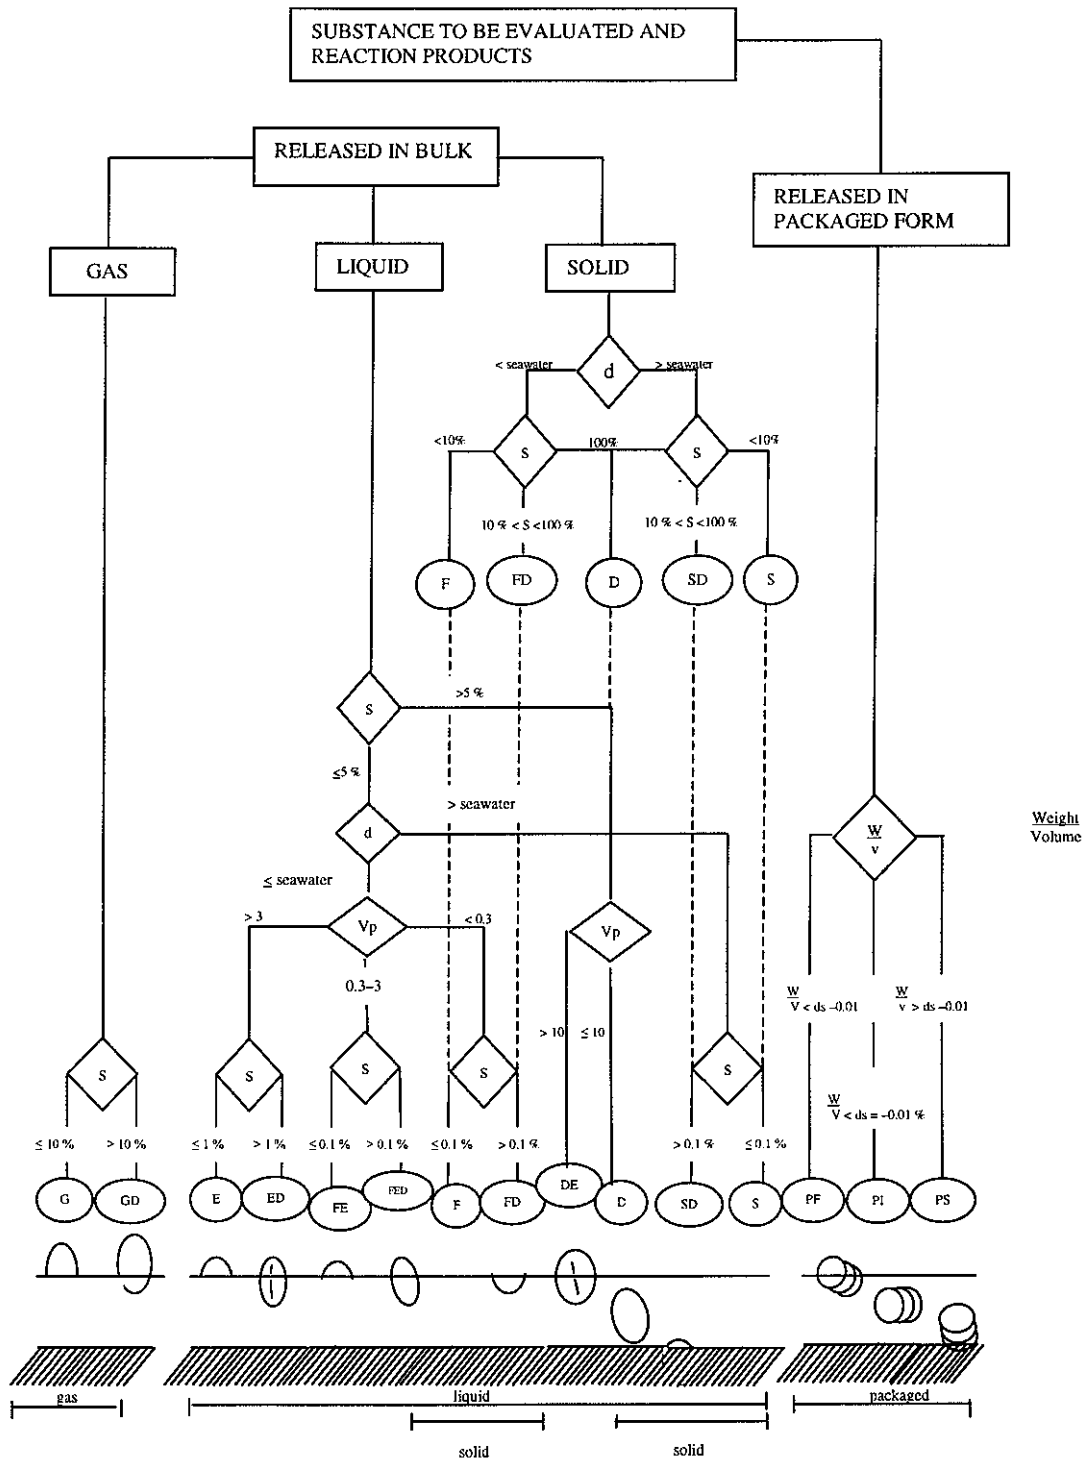 SUBSTANCE TO BE EVALUATED AND
REACTION PRODUCTS
RELEASED IN BULK
RELEASED IN
PACKAGED FORM
GAS
LIQUID
SOLID
< seawater
d
> seawater
<10%
S
100%
S
<10%
10 % < S <100 %
10 % < S <100 %
F
FD
D
SD
S
S
>5 %
≤5 %
> seawater
d
W
v
Weight
Volume
≤ seawater
> 3
Vp
< 0.3
Vp
0.3–3
W
V < ds –0.01
W
v > ds –0.01
> 10
≤ 10
S
S
S
S
S
W
V < ds = –0.01 %
≤ 10 %
> 10 %
≤ 1 %
> 1 %
≤ 0.1 %
> 0.1 %
≤ 0.1 %
> 0.1 %
> 0.1 %
≤ 0.1 %
G
GD
E
ED
FE
FED
F
FD
DE
D
SD
S
PF
PI
PS
gas
liquid
packaged
solid
solid